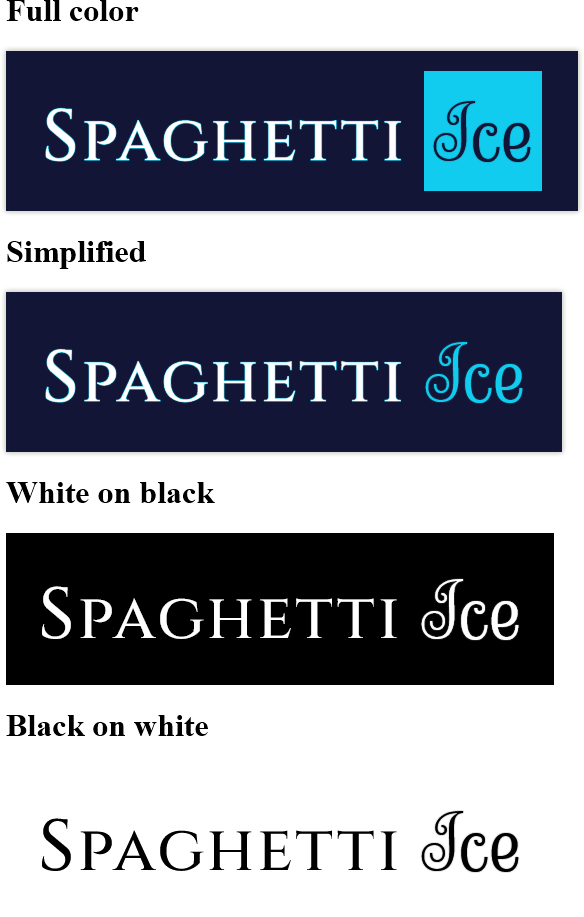 Full color
Spaghetti Ice
Simplified
Spaghetti Ice
White on black
Spaghetti Ice
Black on white
Spaghetti Ice